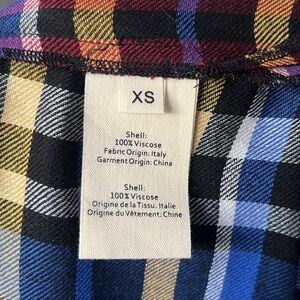 XS
Shell:
100% Viscose
Fabric Origin: Italy
Garment Origin: China
Shell:
100% Viscose
Origine de la Tissu: Italie
Origine du Vêtement: Chine